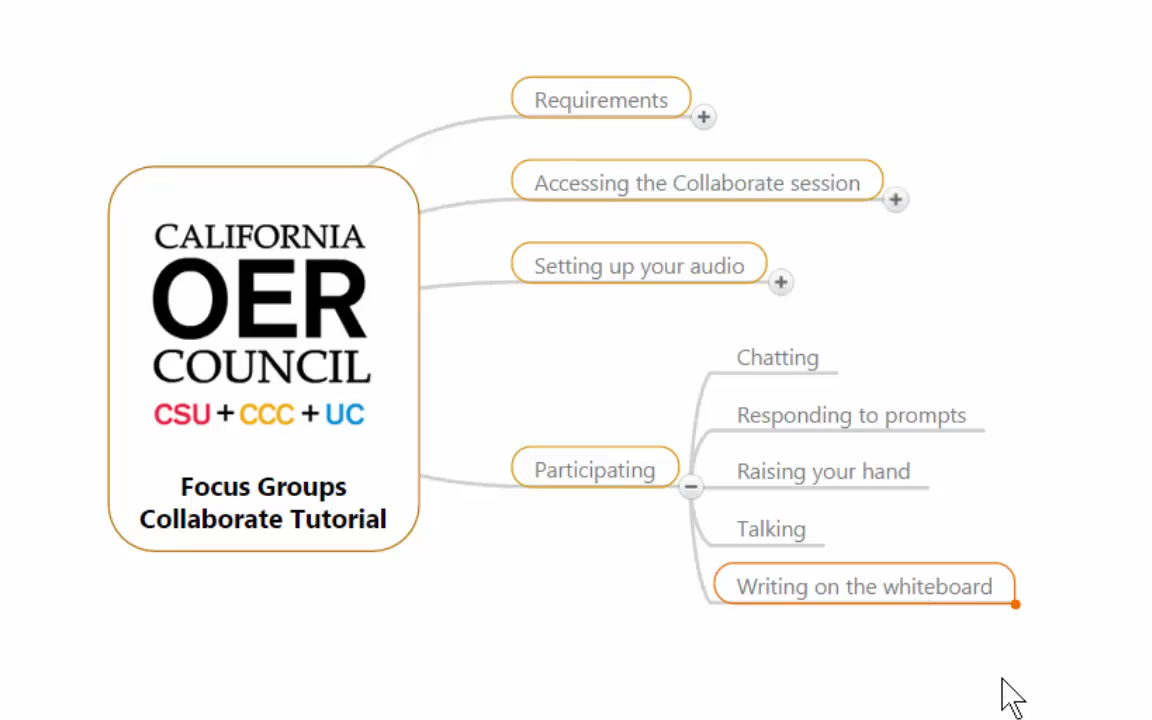 CALIFORNIA
OER
COUNCIL
CSU + CCC + UC
Focus Groups
Collaborate Tutorial
Requirements
Accessing the Collaborate session
Setting up your audio
Participating
Chatting
Responding to prompts
Raising your hand
Talking
Writing on the whiteboard